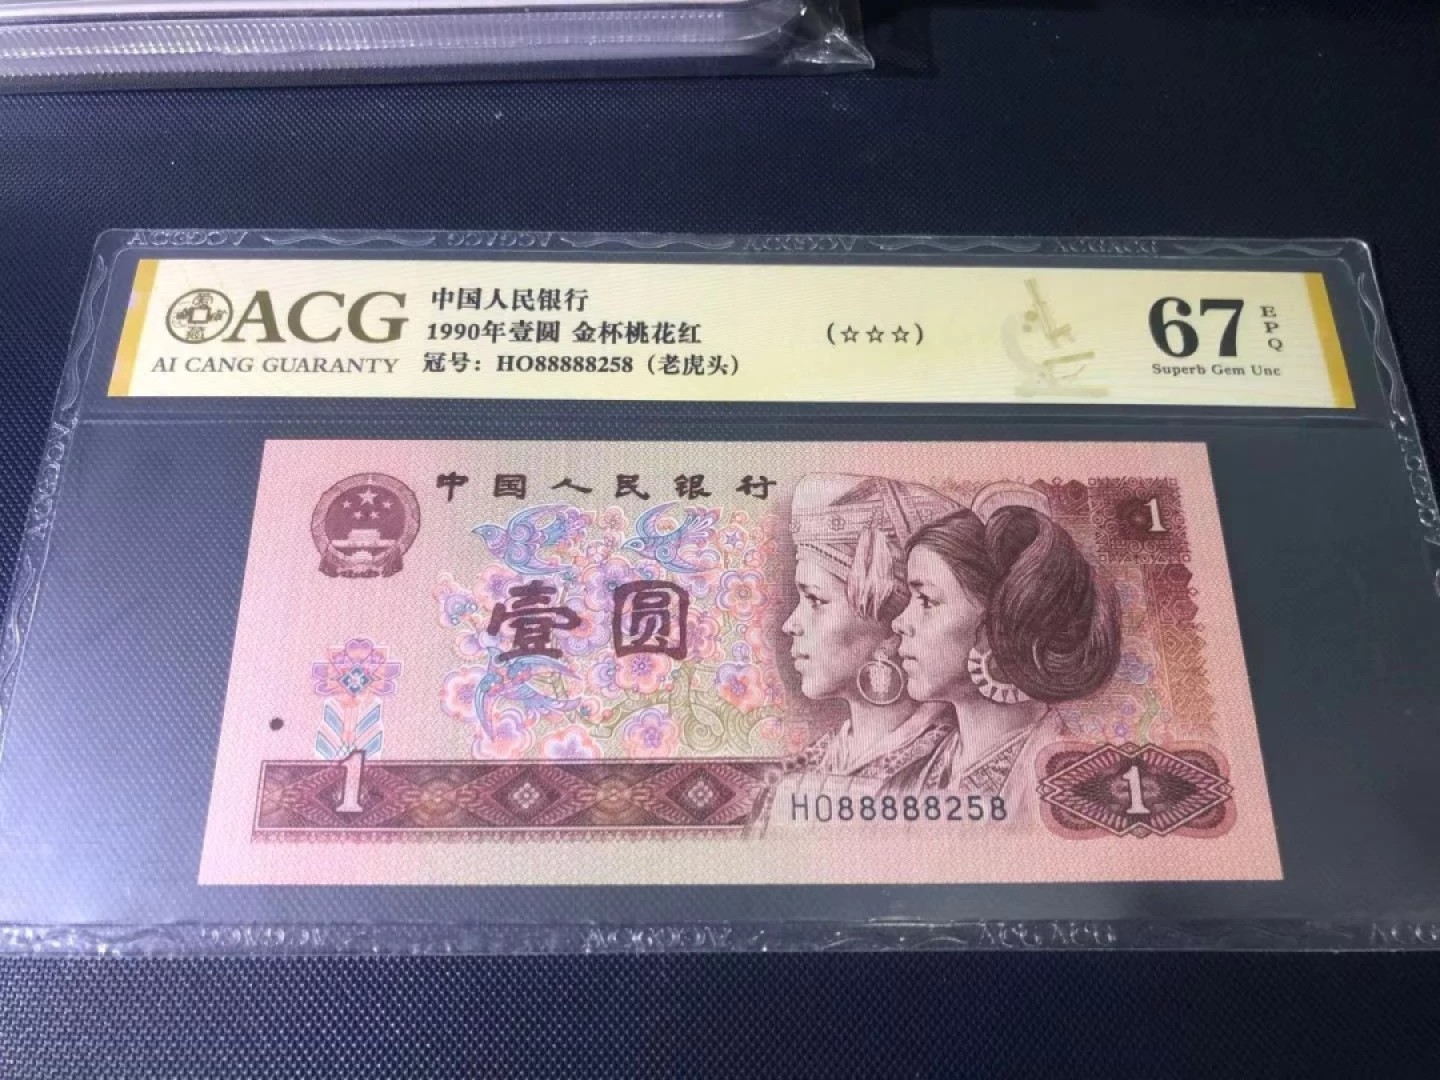 ACG
AI CANG GUARANTY
中国人民银行
1990年壹圆 金杯桃花红
冠号：HO88888258（老虎头）
(☆☆☆)
67
EPQ
Superb Gem Unc
中国人民银行
1
壹圆
1
HO88888258
1